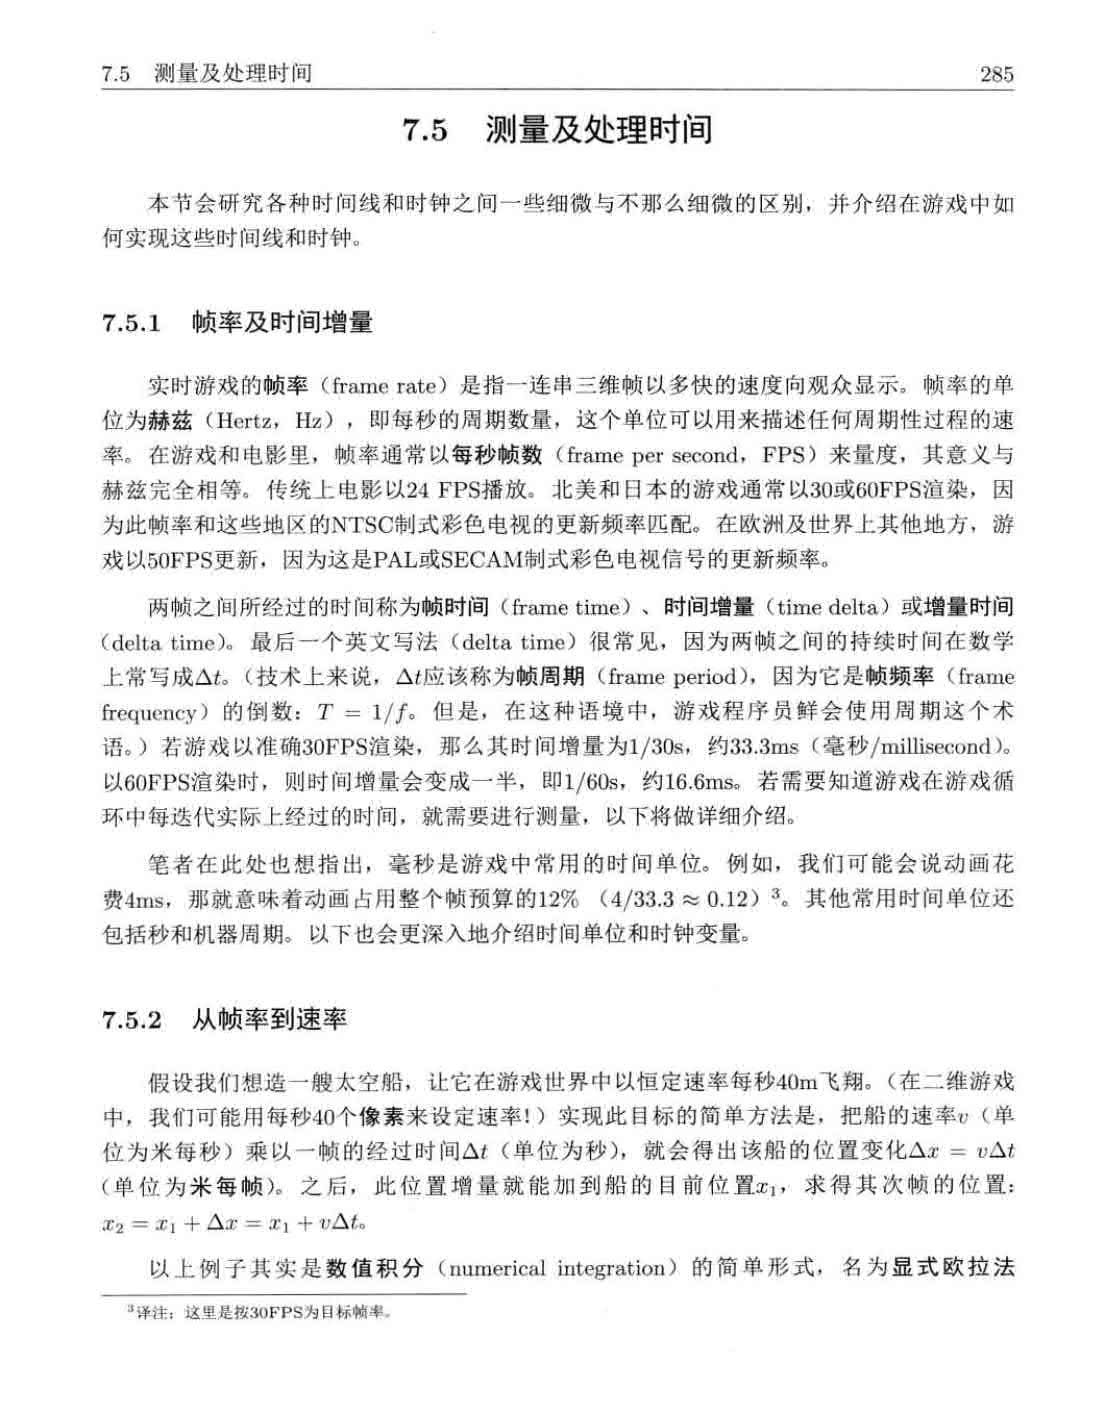 7.5 测量及处理时间 285
7.5 测量及处理时间
本节会研究各种时间线和时钟之间一些细微与不那么细微的区别，并介绍在游戏中如
何实现这些时间线和时钟。
7.5.1 帧率及时间增量
实时游戏的帧率（frame rate）是指一连串三维帧以多快的速度向观众显示。帧率的单
位为赫兹（Hertz，Hz），即每秒的周期数量，这个单位可以用来描述任何周期性过程的速
率。在游戏和电影里，帧率通常以每秒帧数（frame per second，FPS）来量度，其意义与
赫兹完全相等。传统上电影以24 FPS播放。北美和日本的游戏通常以30或60FPS渲染，因
为此帧率和这些地区的NTSC制式彩色电视的更新频率匹配。在欧洲及世界上其他地方，游
戏以50FPS更新，因为这是PAL或SECAM制式彩色电视信号的更新频率。
两帧之间所经过的时间称为帧时间（frame time）、时间增量（time delta）或增量时间
（delta time）。最后一个英文写法（delta time）很常见，因为两帧之间的持续时间在数学
上常写成Δt。（技术上来说，Δt应该称为帧周期（frame period），因为它是帧频率（frame
frequency）的倒数：T = 1/f。但是，在这种语境中，游戏程序员鲜会使用周期这个术
语。）若游戏以准确30FPS渲染，那么其时间增量为1/30s，约33.3ms（毫秒/millisecond）。
以60FPS渲染时，则时间增量会变成一半，即1/60s，约16.6ms。若需要知道游戏在游戏循
环中每迭代实际上经过的时间，就需要进行测量，以下将做详细介绍。
笔者在此处也想指出，毫秒是游戏中常用的时间单位。例如，我们可能会说动画花
费4ms，那就意味着动画占用整个帧预算的12%（4/33.3 ≈ 0.12）³。其他常用时间单位还
包括秒和机器周期。以下也会更深入地介绍时间单位和时钟变量。
7.5.2 从帧率到速率
假设我们想造一艘太空船，让它在游戏世界中以恒定速率每秒40m飞翔。（在二维游戏
中，我们可能用每秒40个像素来设定速率！）实现此目标的简单方法是，把船的速率v（单
位为米每秒）乘以一帧的经过时间Δt（单位为秒），就会得出该船的位置变化Δx = vΔt
（单位为米每帧）。之后，此位置增量就能加到船的目前位置x₁，求得其次帧的位置：
x₂ = x₁ + Δx = x₁ + vΔt。
以上例子其实是数值积分（numerical integration）的简单形式，名为显式欧拉法
³译注：这里是按30FPS为目标帧率。